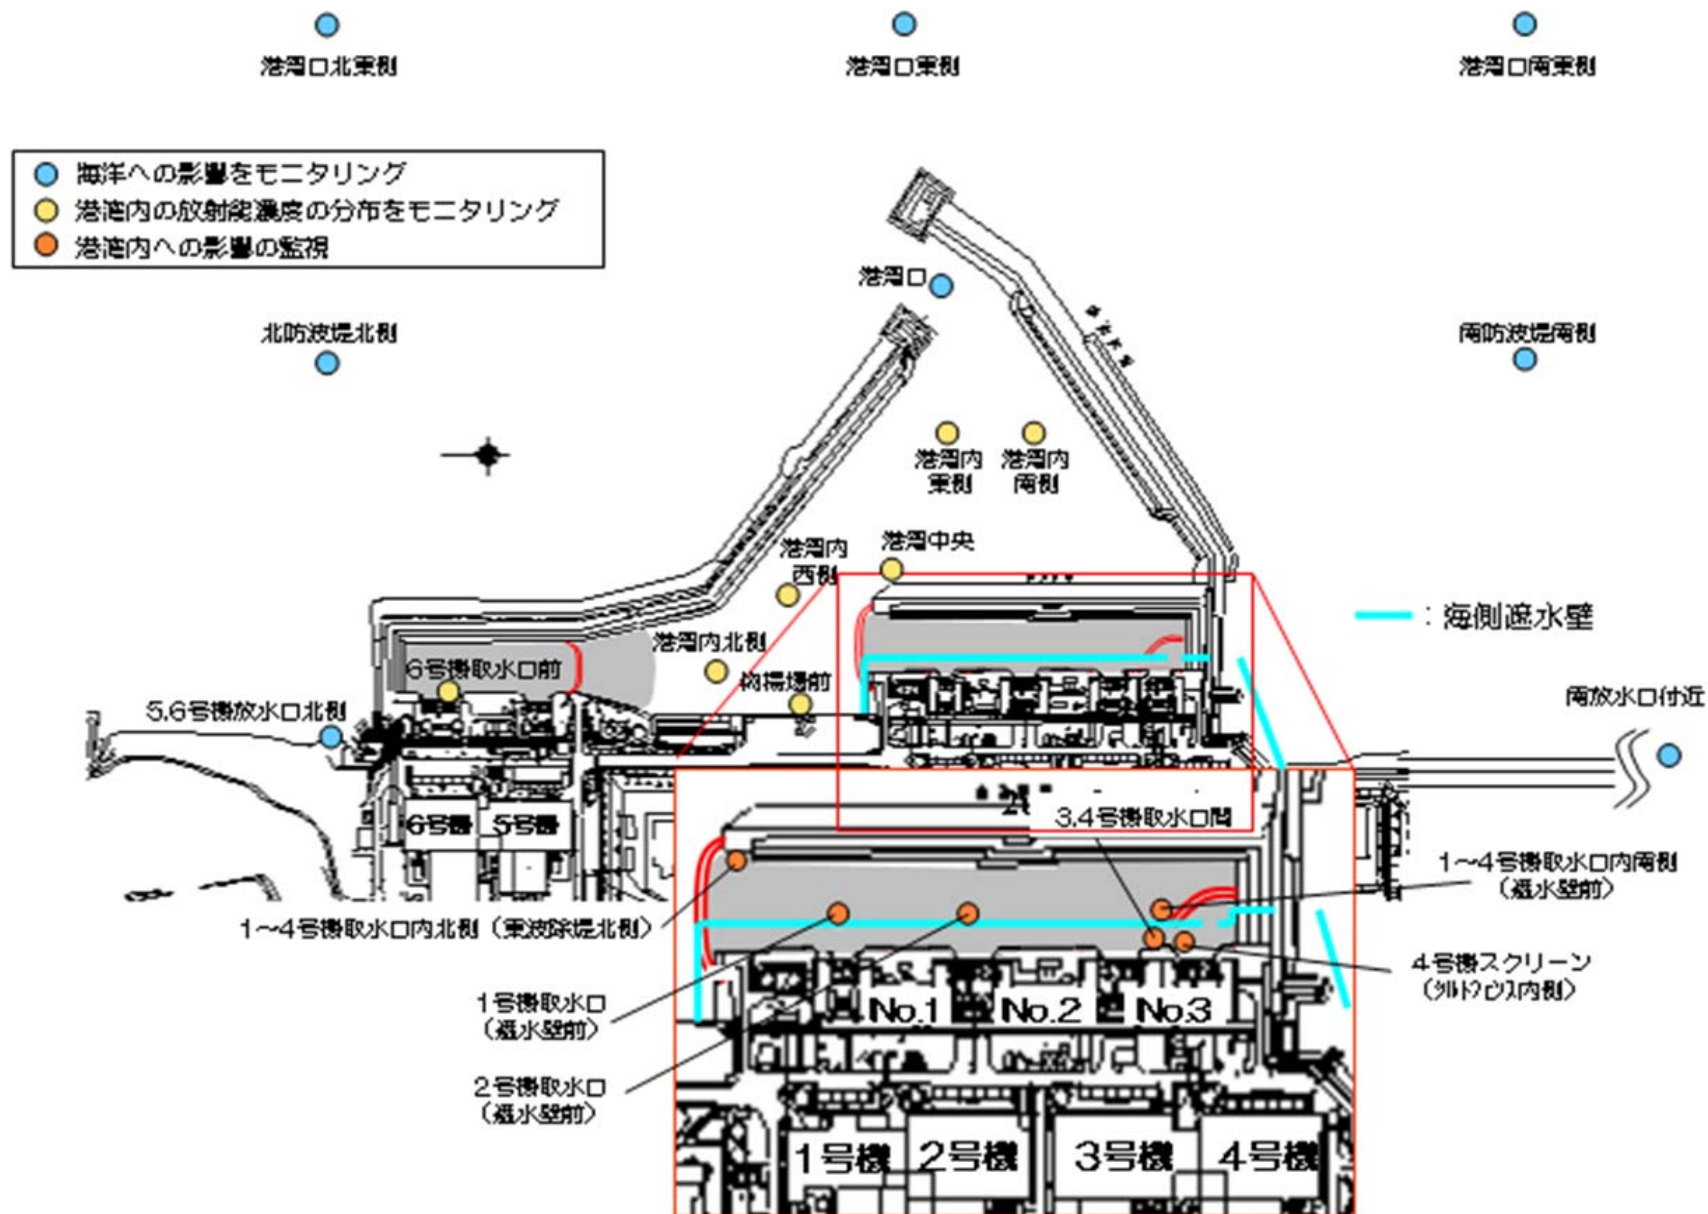 港湾口北東側
港湾口東側
港湾口南東側
海洋への影響をモニタリング
港湾内の放射能濃度の分布をモニタリング
港湾内への影響の監視
港湾口
北防波堤北側
南防波堤南側
港湾内
東側
港湾内
南側
港湾中央
港湾内
西側
：海側遮水壁
港湾内北側
6号機取水口前
物揚場前
5,6号機放水口北側
南放水口付近
6号機
5号機
3,4号機取水口間
1～4号機取水口内南側
（遮水壁前）
1～4号機取水口内北側（東波除堤北側）
4号機スクリーン
（シルトフェンス内側）
1号機取水口
（遮水壁前）
No.1
No.2
No.3
2号機取水口
（遮水壁前）
1号機
2号機
3号機
4号機